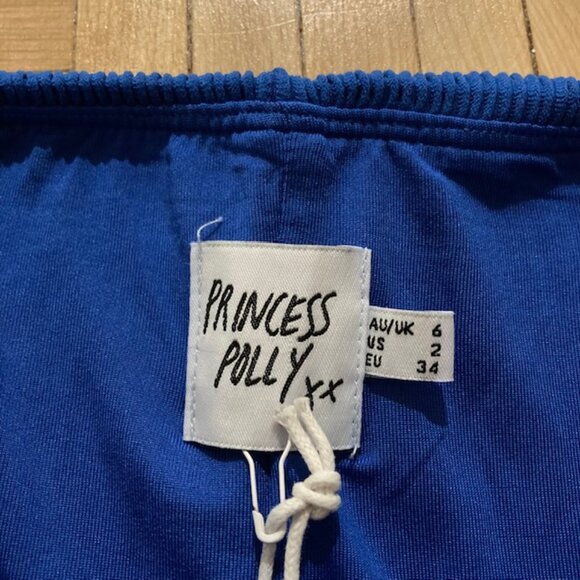 PRINCESS
POLLY xx
AU/UK 6
US 2
EU 34